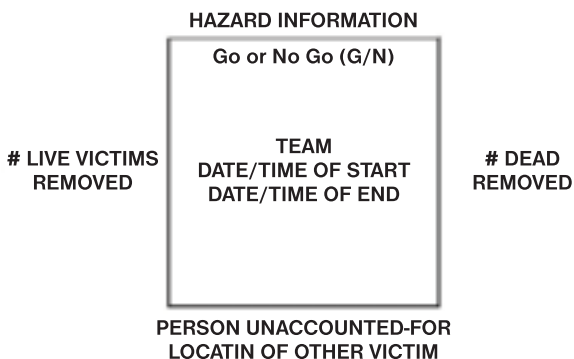 HAZARD INFORMATION
Go or No Go (G/N)
# LIVE VICTIMS
REMOVED
TEAM
DATE/TIME OF START
DATE/TIME OF END
# DEAD
REMOVED
PERSON UNACCOUNTED-FOR
LOCATIN OF OTHER VICTIM